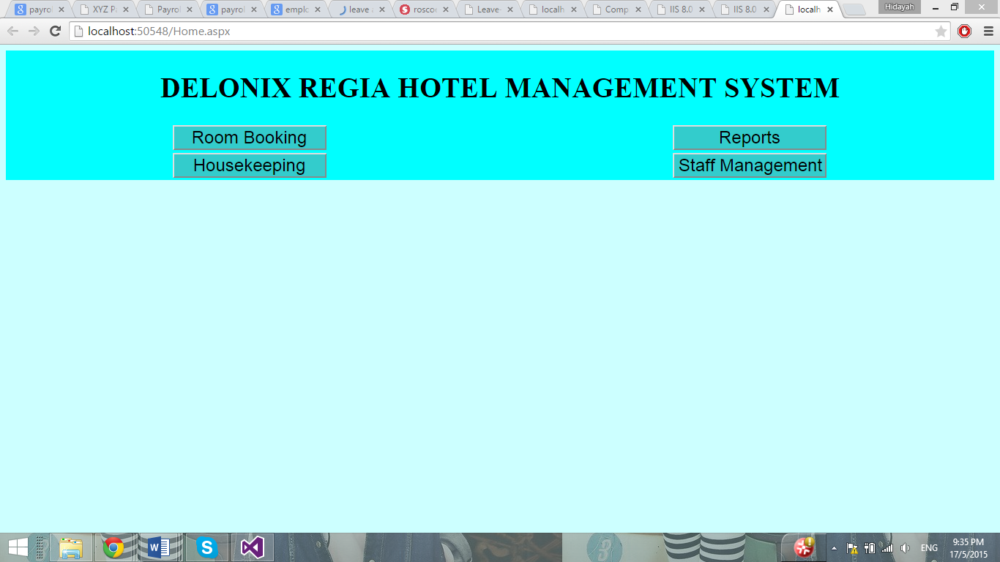 payrol XYZ Pa Payrol payrol emplo leave a roscoe Leave- localh Comp IIS 8.0 IIS 8.0 localh Hidayah
localhost:50548/Home.aspx
DELONIX REGIA HOTEL MANAGEMENT SYSTEM
Room Booking Reports
Housekeeping Staff Management
ENG 9:35 PM
17/5/2015